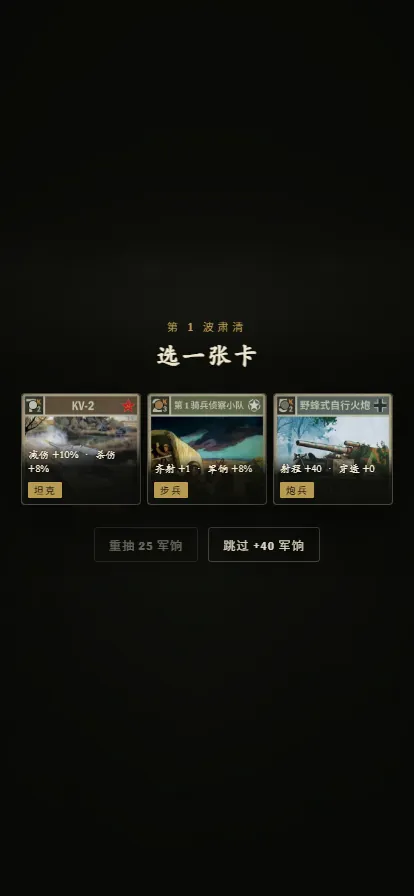 第 1 波肃清
选一张卡
KV-2
减伤 +10% · 杀伤
+8%
坦克
第1骑兵侦察小队
齐射 +1 · 军饷 +8%
步兵
野蜂式自行火炮
射程 +40 · 穿透 +0
炮兵
重抽 25 军饷
跳过 +40 军饷